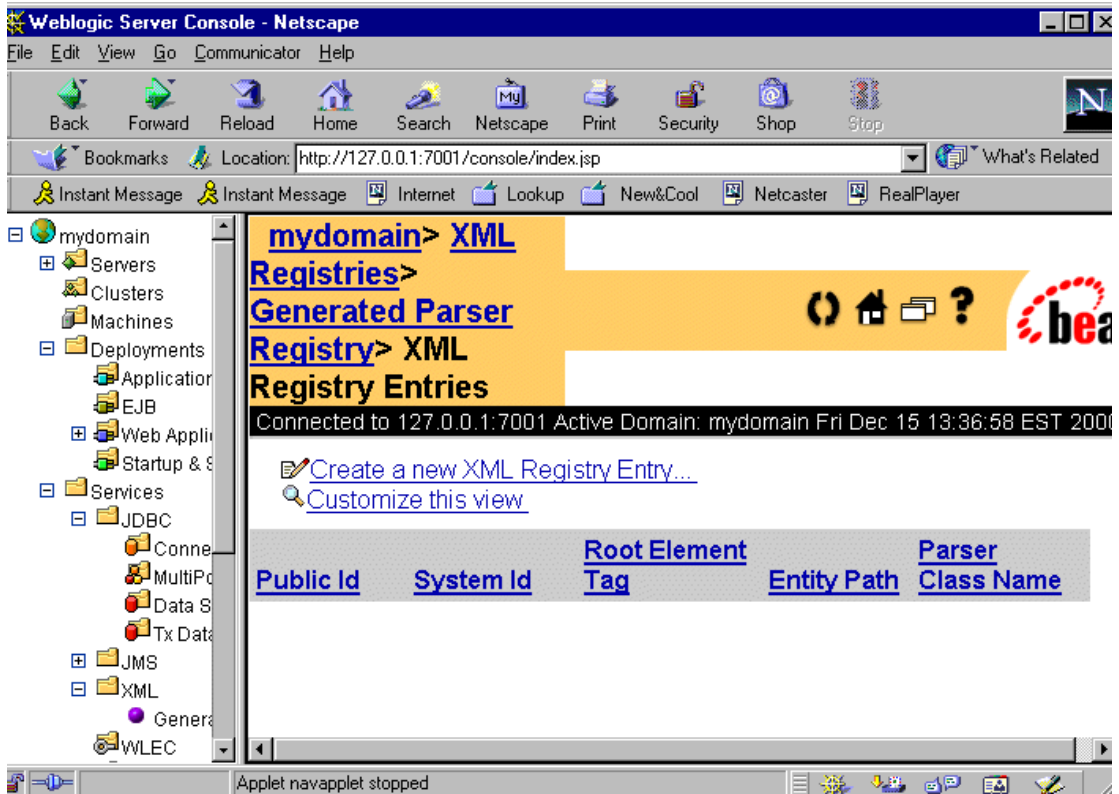 Weblogic Server Console - Netscape
File Edit View Go Communicator Help
My
N
Back Forward Reload Home Search Netscape Print Security Shop Stop
Bookmarks Location: http://127.0.0.1:7001/console/index.jsp What's Related
Instant Message Instant Message Internet Lookup New&Cool Netcaster RealPlayer
mydomain
Servers
Clusters
Machines
Deployments
Application
EJB
Web Appli
Startup & S
Services
JDBC
Conne
MultiPo
Data S
Tx Data
JMS
XML
Genera
WLEC
mydomain> XML
Registries>
Generated Parser
Registry> XML
Registry Entries
?
bea
Connected to 127.0.0.1:7001 Active Domain: mydomain Fri Dec 15 13:36:58 EST 2000
Create a new XML Registry Entry...
Customize this view
Public Id System Id Root Element Tag Entity Path Parser Class Name
Applet navapplet stopped